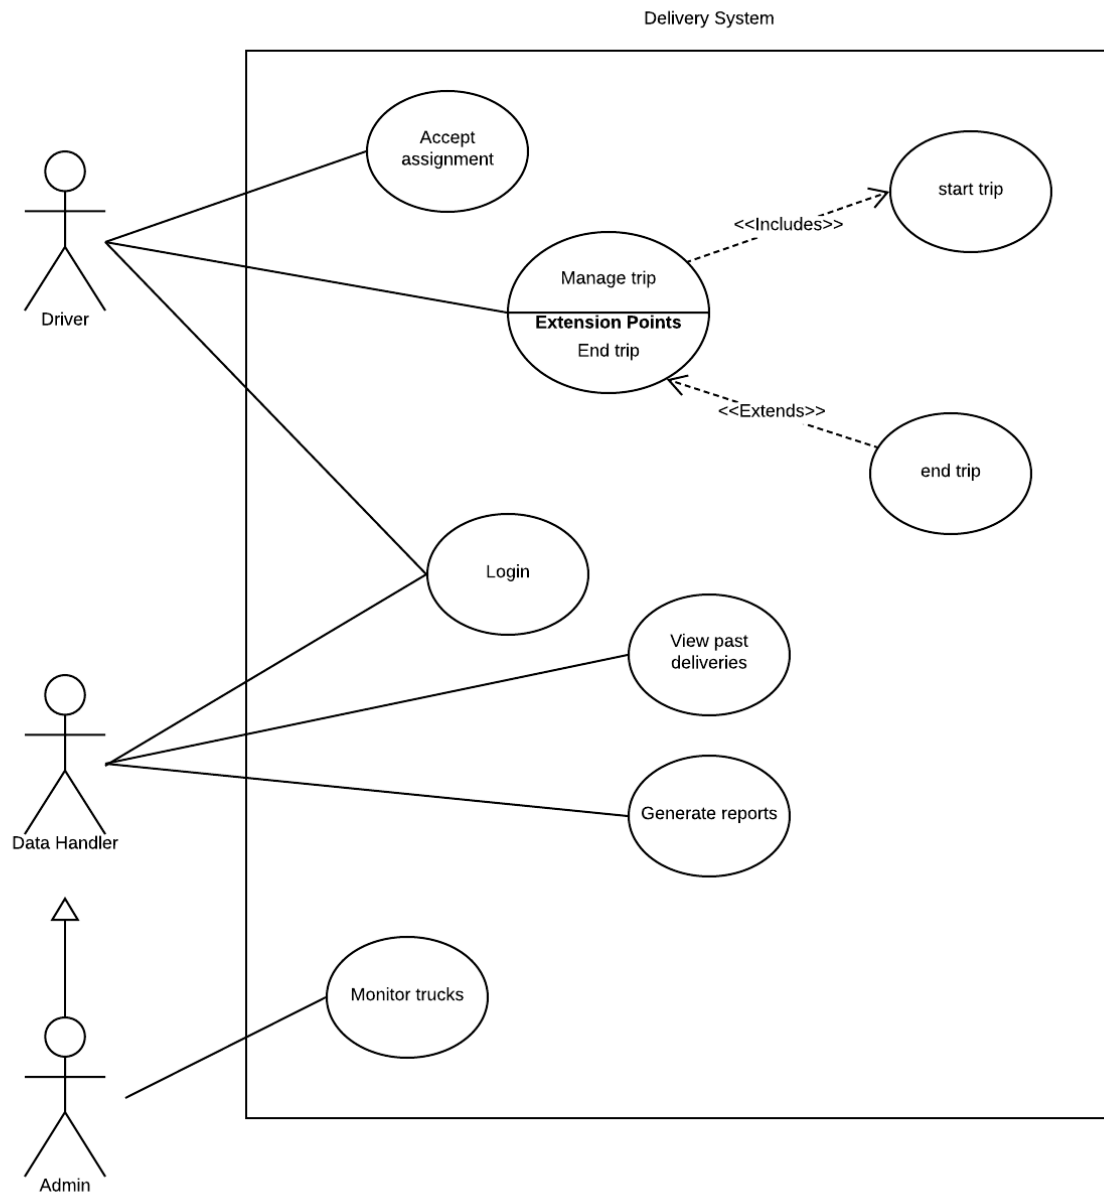 Delivery System
Accept
assignment
start trip
<<Includes>>
Manage trip
Extension Points
End trip
Driver
<<Extends>>
end trip
Login
View past
deliveries
Generate reports
Data Handler
Monitor trucks
Admin